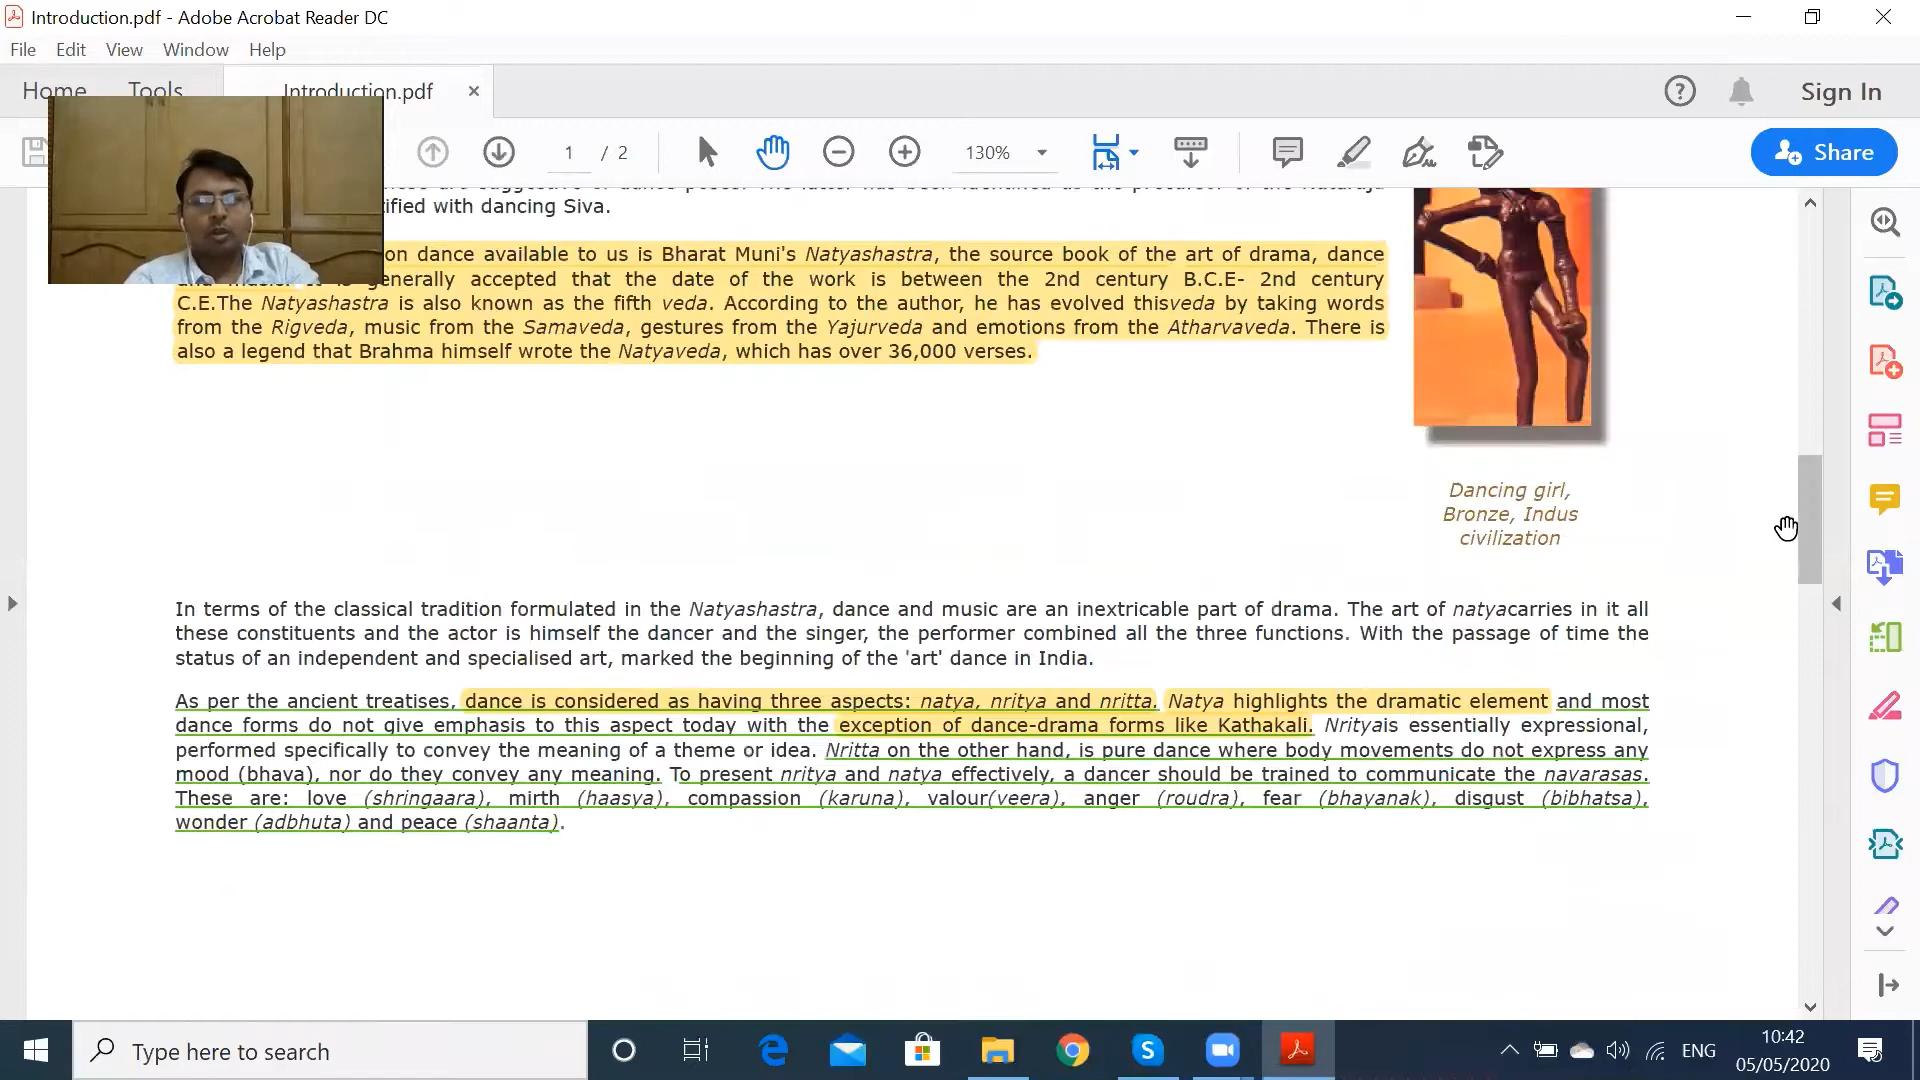 Introduction.pdf - Adobe Acrobat Reader DC
File Edit View Window Help
Home Tools Introduction.pdf
Sign In
1 / 2 130%
Share
tified with dancing Siva.
on dance available to us is Bharat Muni's Natyashastra, the source book of the art of drama, dance
generally accepted that the date of the work is between the 2nd century B.C.E- 2nd century
C.E.The Natyashastra is also known as the fifth veda. According to the author, he has evolved thisveda by taking words
from the Rigveda, music from the Samaveda, gestures from the Yajurveda and emotions from the Atharvaveda. There is
also a legend that Brahma himself wrote the Natyaveda, which has over 36,000 verses.
Dancing girl,
Bronze, Indus
civilization
In terms of the classical tradition formulated in the Natyashastra, dance and music are an inextricable part of drama. The art of natyacarries in it all
these constituents and the actor is himself the dancer and the singer, the performer combined all the three functions. With the passage of time the
status of an independent and specialised art, marked the beginning of the 'art' dance in India.
As per the ancient treatises, dance is considered as having three aspects: natya, nritya and nritta. Natya highlights the dramatic element and most
dance forms do not give emphasis to this aspect today with the exception of dance-drama forms like Kathakali. Nrityais essentially expressional,
performed specifically to convey the meaning of a theme or idea. Nritta on the other hand, is pure dance where body movements do not express any
mood (bhava), nor do they convey any meaning. To present nritya and natya effectively, a dancer should be trained to communicate the navarasas.
These are: love (shringaara), mirth (haasya), compassion (karuna), valour(veera), anger (roudra), fear (bhayanak), disgust (bibhatsa),
wonder (adbhuta) and peace (shaanta).
Type here to search
ENG
10:42
05/05/2020